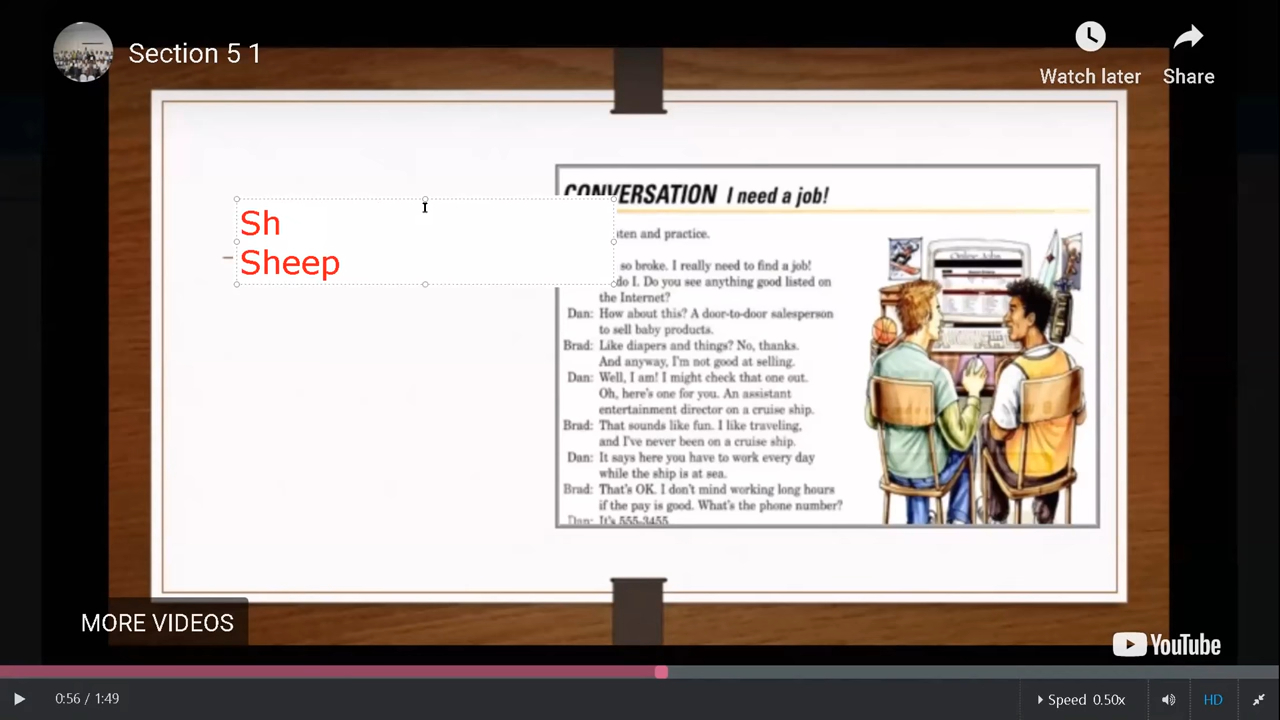 Section 5 1
Watch later
Share
Sh
Sheep
CONVERSATION I need a job!
ten and practice.
so broke. I really need to find a job!
do I. Do you see anything good listed on
the Internet?
Dan: How about this? A door-to-door salesperson
to sell baby products.
Brad: Like diapers and things? No, thanks.
And anyway, I'm not good at selling.
Dan: Well, I am! I might check that one out.
Oh, here's one for you. An assistant
entertainment director on a cruise ship.
Brad: That sounds like fun. I like traveling,
and I've never been on a cruise ship.
Dan: It says here you have to work every day
while the ship is at sea.
Brad: That's OK. I don't mind working long hours
if the pay is good. What's the phone number?
Dan: It's 555-3455
Online Jobs
MORE VIDEOS
YouTube
0:56 / 1:49
Speed 0.50x
HD